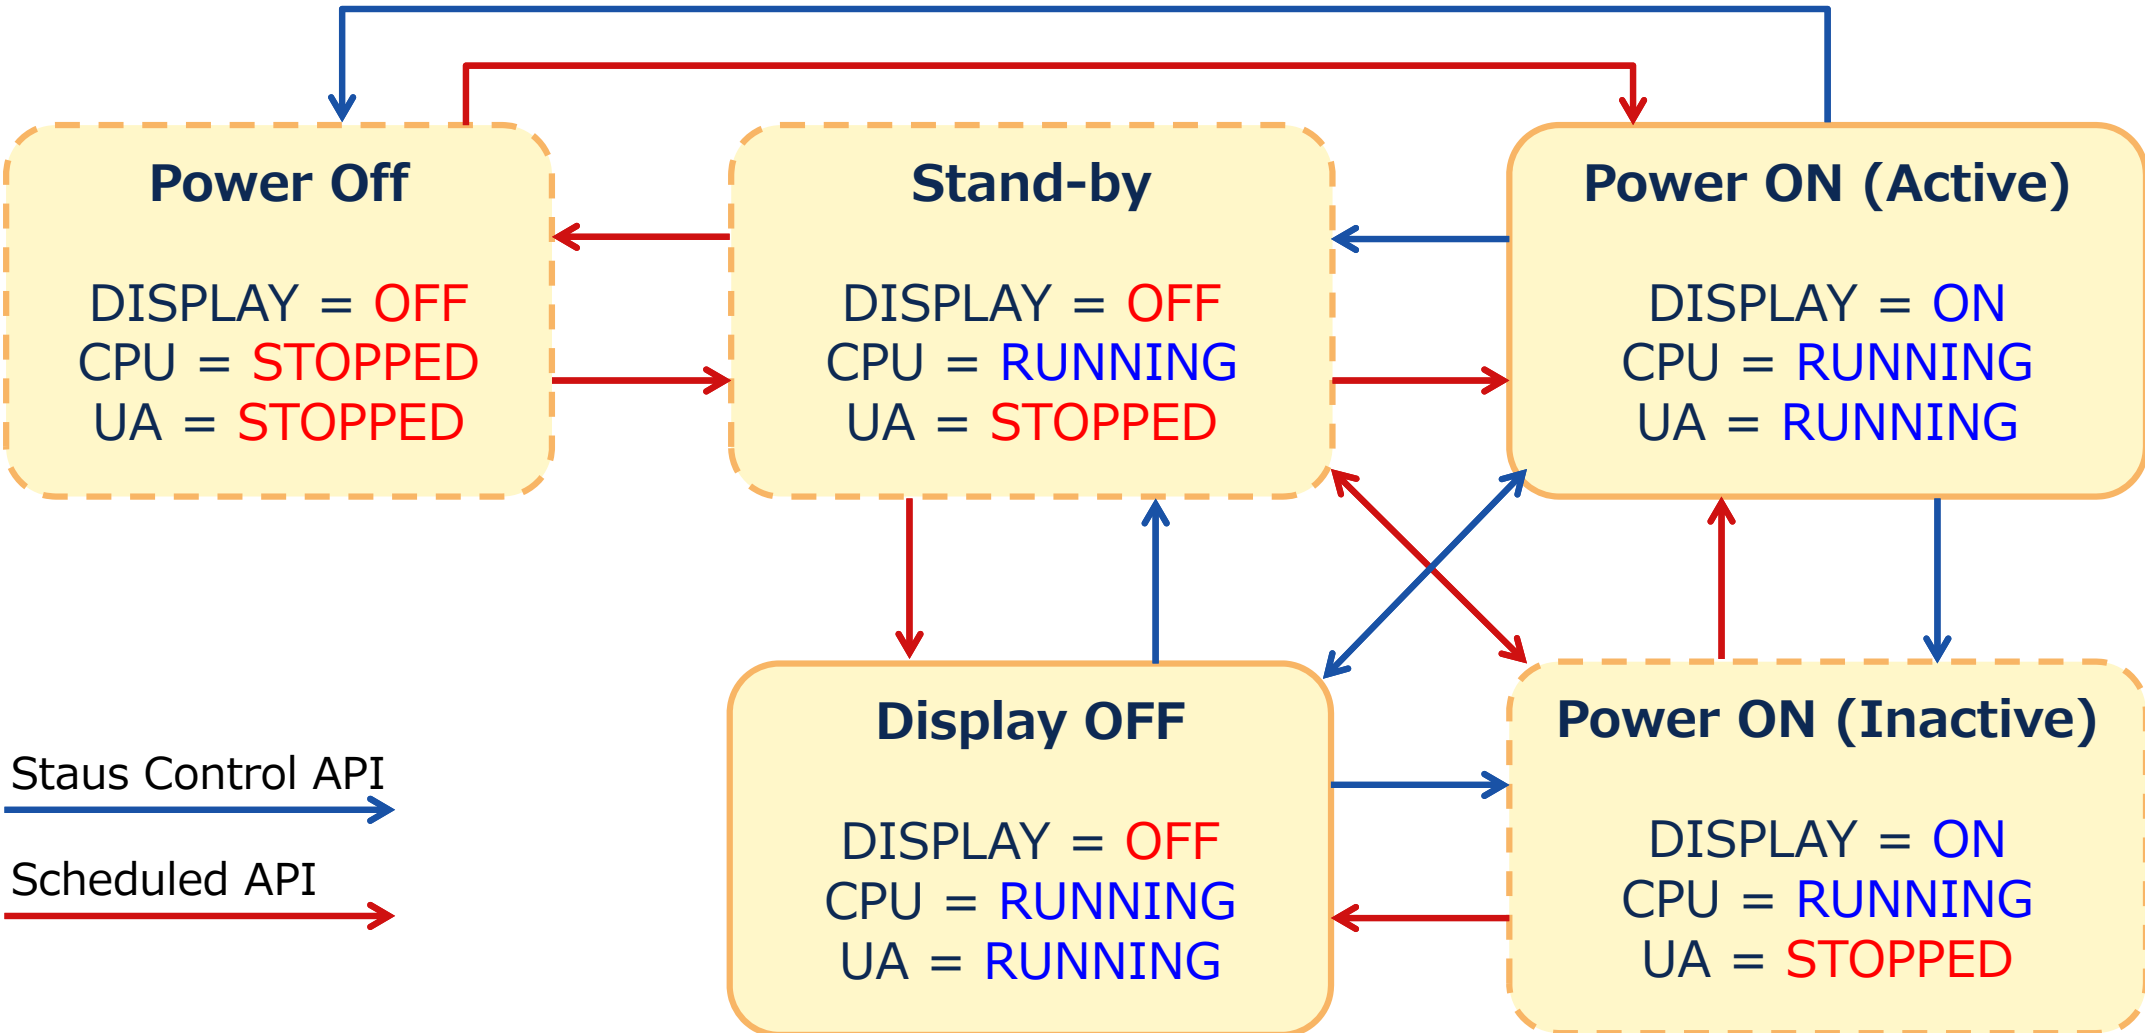 Power Off
DISPLAY = OFF
CPU = STOPPED
UA = STOPPED
Stand-by
DISPLAY = OFF
CPU = RUNNING
UA = STOPPED
Power ON (Active)
DISPLAY = ON
CPU = RUNNING
UA = RUNNING
Display OFF
DISPLAY = OFF
CPU = RUNNING
UA = RUNNING
Power ON (Inactive)
DISPLAY = ON
CPU = RUNNING
UA = STOPPED
Staus Control API
Scheduled API